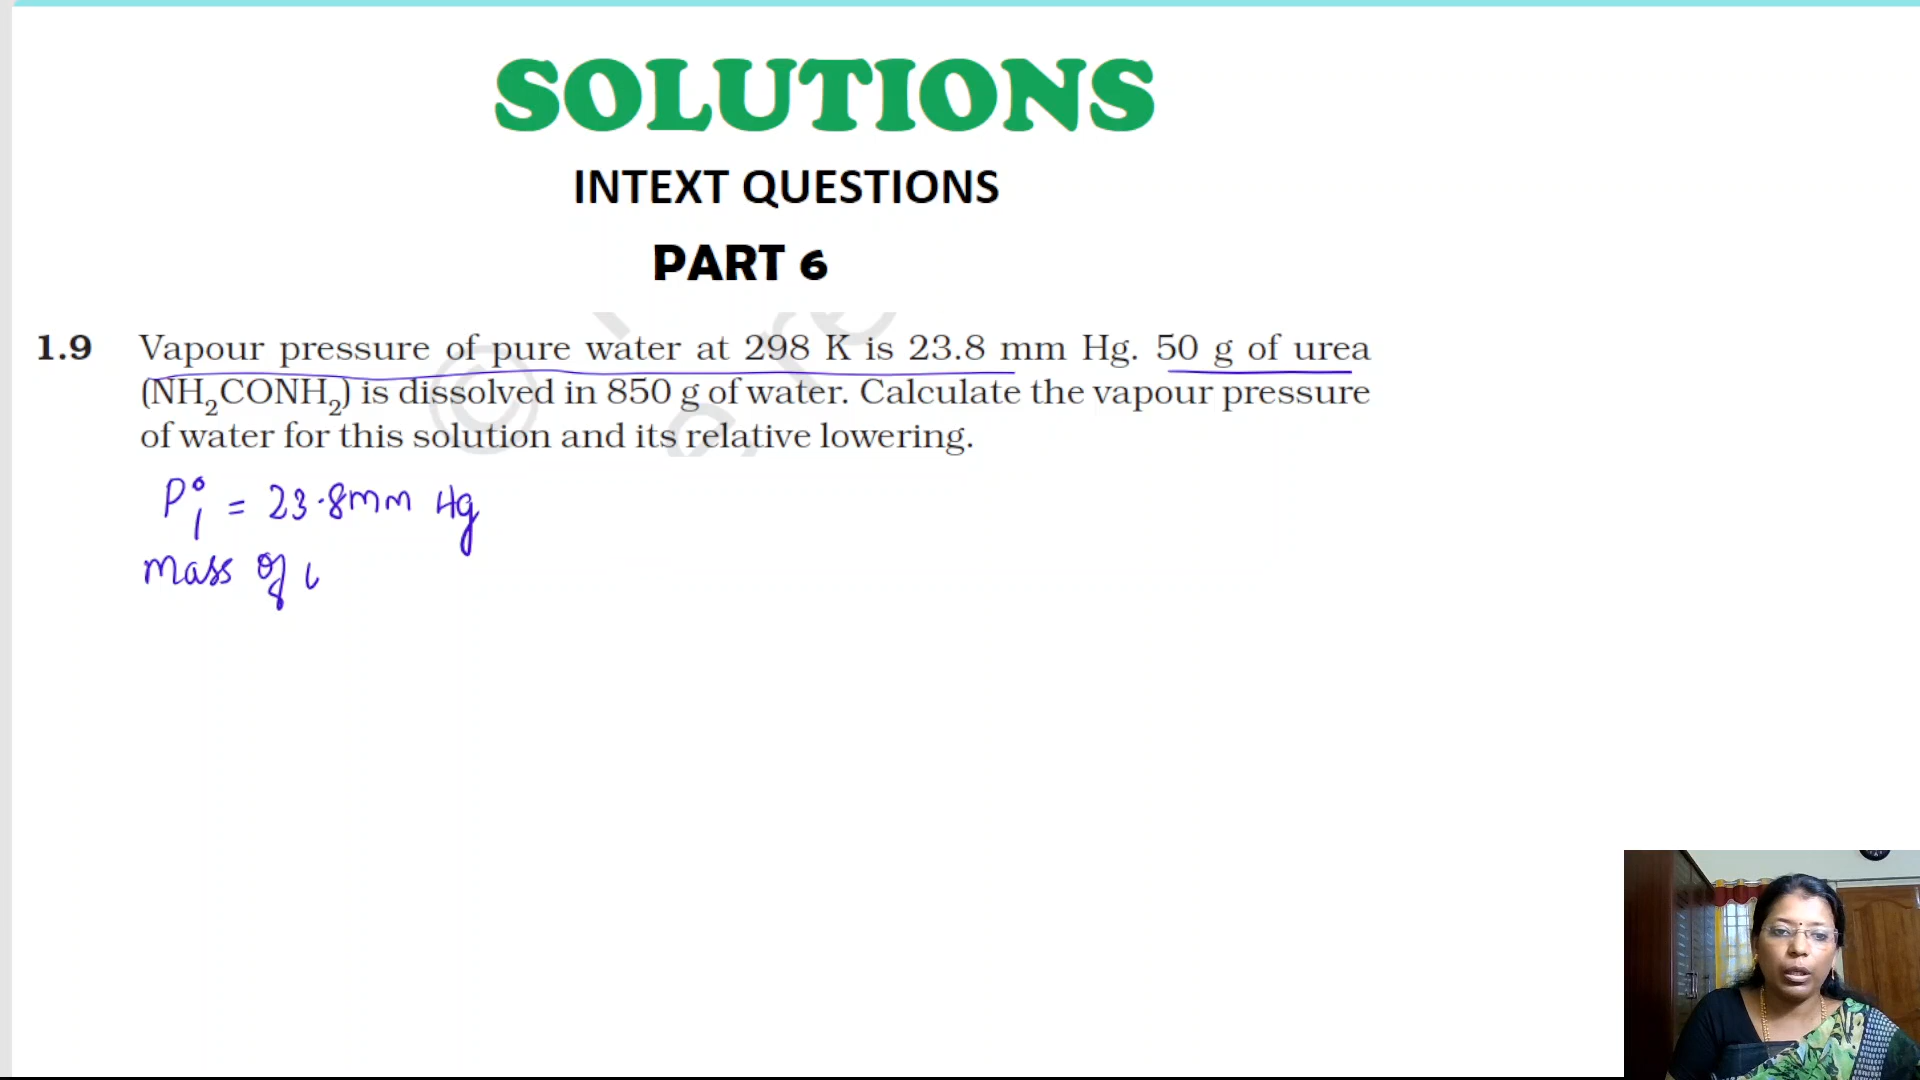 SOLUTIONS
INTEXT QUESTIONS
PART 6
1.9 Vapour pressure of pure water at 298 K is 23.8 mm Hg. 50 g of urea
(NH₂CONH₂) is dissolved in 850 g of water. Calculate the vapour pressure
of water for this solution and its relative lowering.
P₁° = 23.8mm Hg
mass of